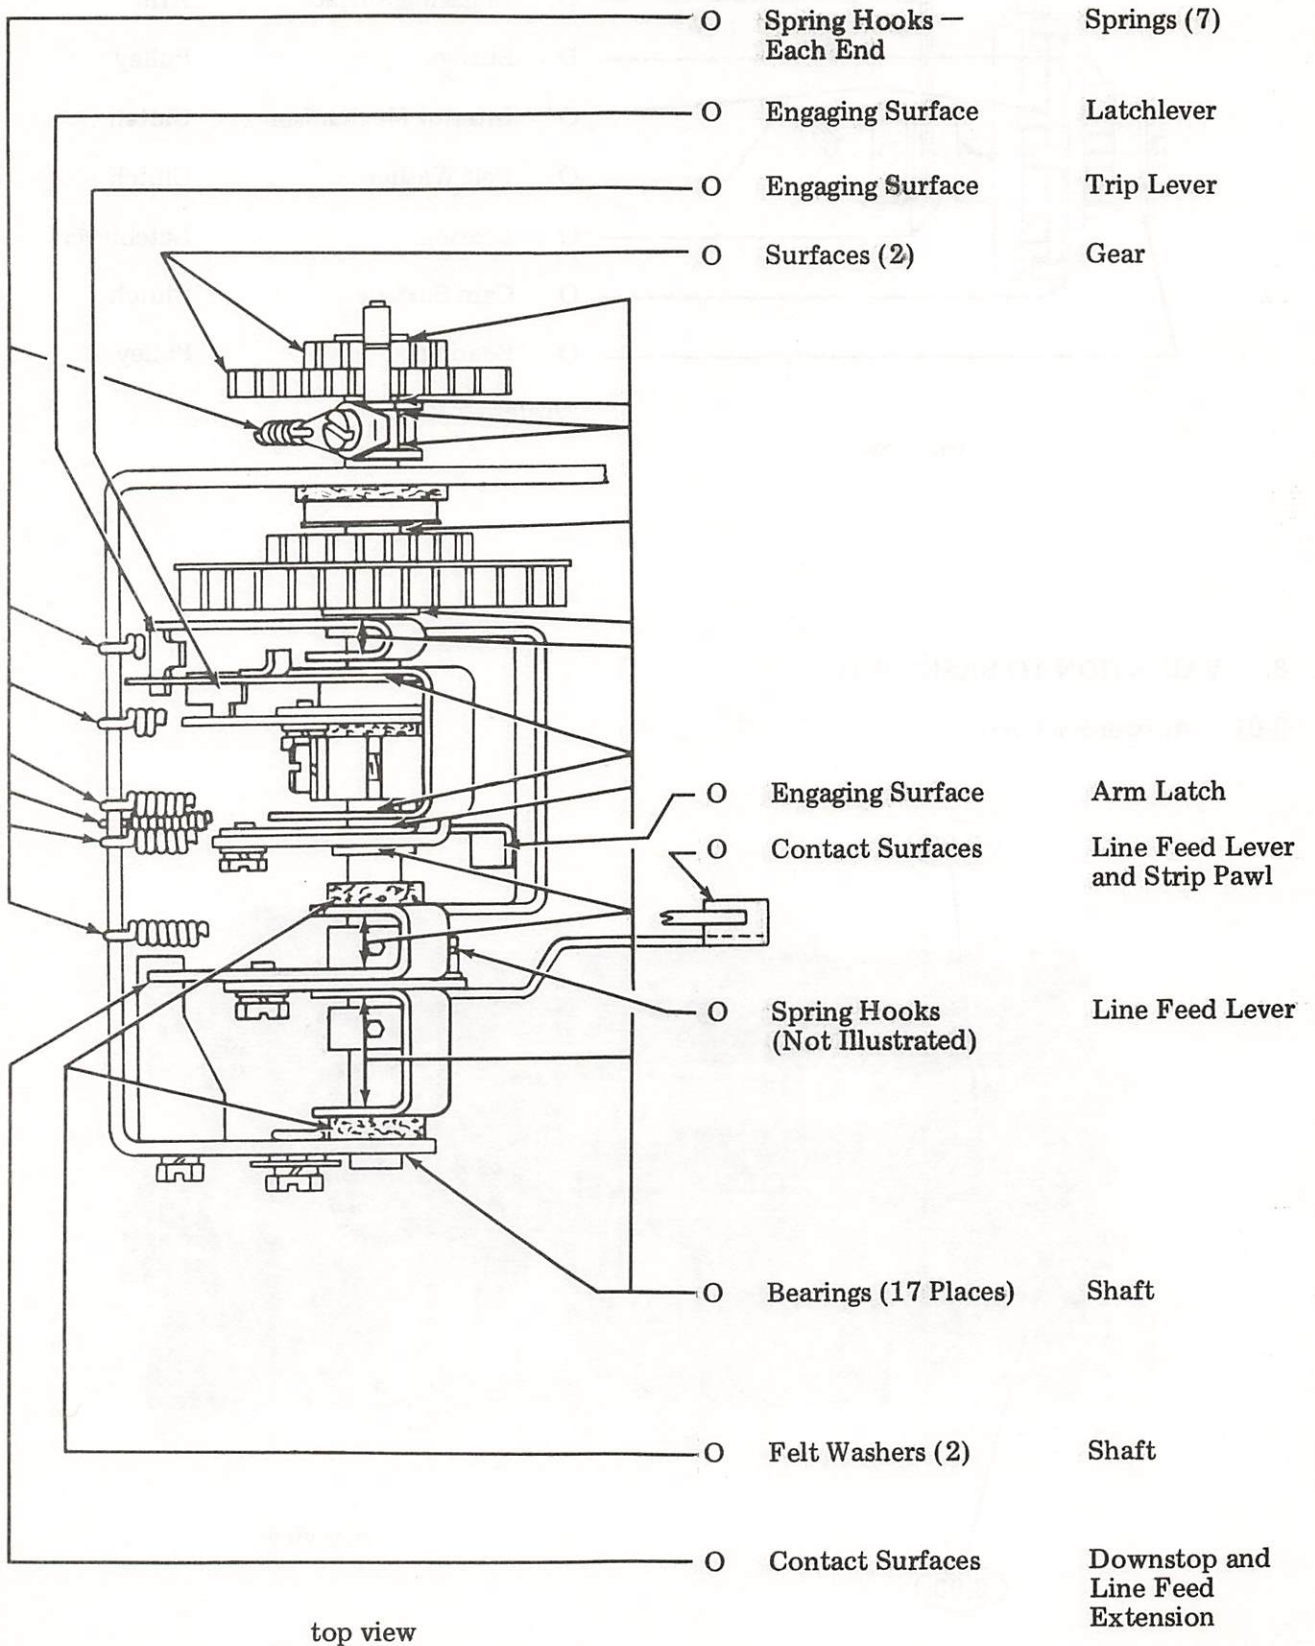 O Spring Hooks — Springs (7)
Each End
O Engaging Surface Latchlever
O Engaging Surface Trip Lever
O Surfaces (2) Gear
O Engaging Surface Arm Latch
O Contact Surfaces Line Feed Lever
and Strip Pawl
O Spring Hooks Line Feed Lever
(Not Illustrated)
O Bearings (17 Places) Shaft
O Felt Washers (2) Shaft
O Contact Surfaces Downstop and
Line Feed
Extension
top view